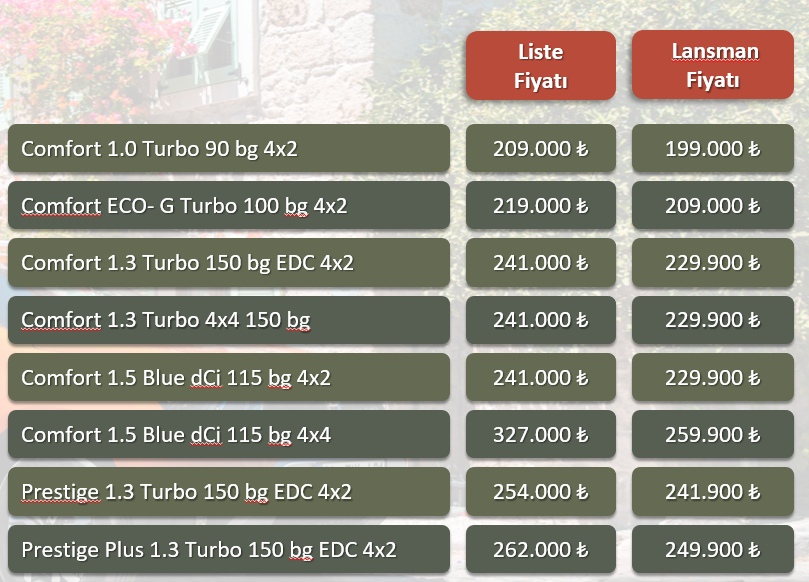 Liste
Fiyatı
Lansman
Fiyatı
Comfort 1.0 Turbo 90 bg 4x2 209.000 ₺ 199.000 ₺
Comfort ECO- G Turbo 100 bg 4x2 219.000 ₺ 209.000 ₺
Comfort 1.3 Turbo 150 bg EDC 4x2 241.000 ₺ 229.900 ₺
Comfort 1.3 Turbo 4x4 150 bg 241.000 ₺ 229.900 ₺
Comfort 1.5 Blue dCi 115 bg 4x2 241.000 ₺ 229.900 ₺
Comfort 1.5 Blue dCi 115 bg 4x4 327.000 ₺ 259.900 ₺
Prestige 1.3 Turbo 150 bg EDC 4x2 254.000 ₺ 241.900 ₺
Prestige Plus 1.3 Turbo 150 bg EDC 4x2 262.000 ₺ 249.900 ₺